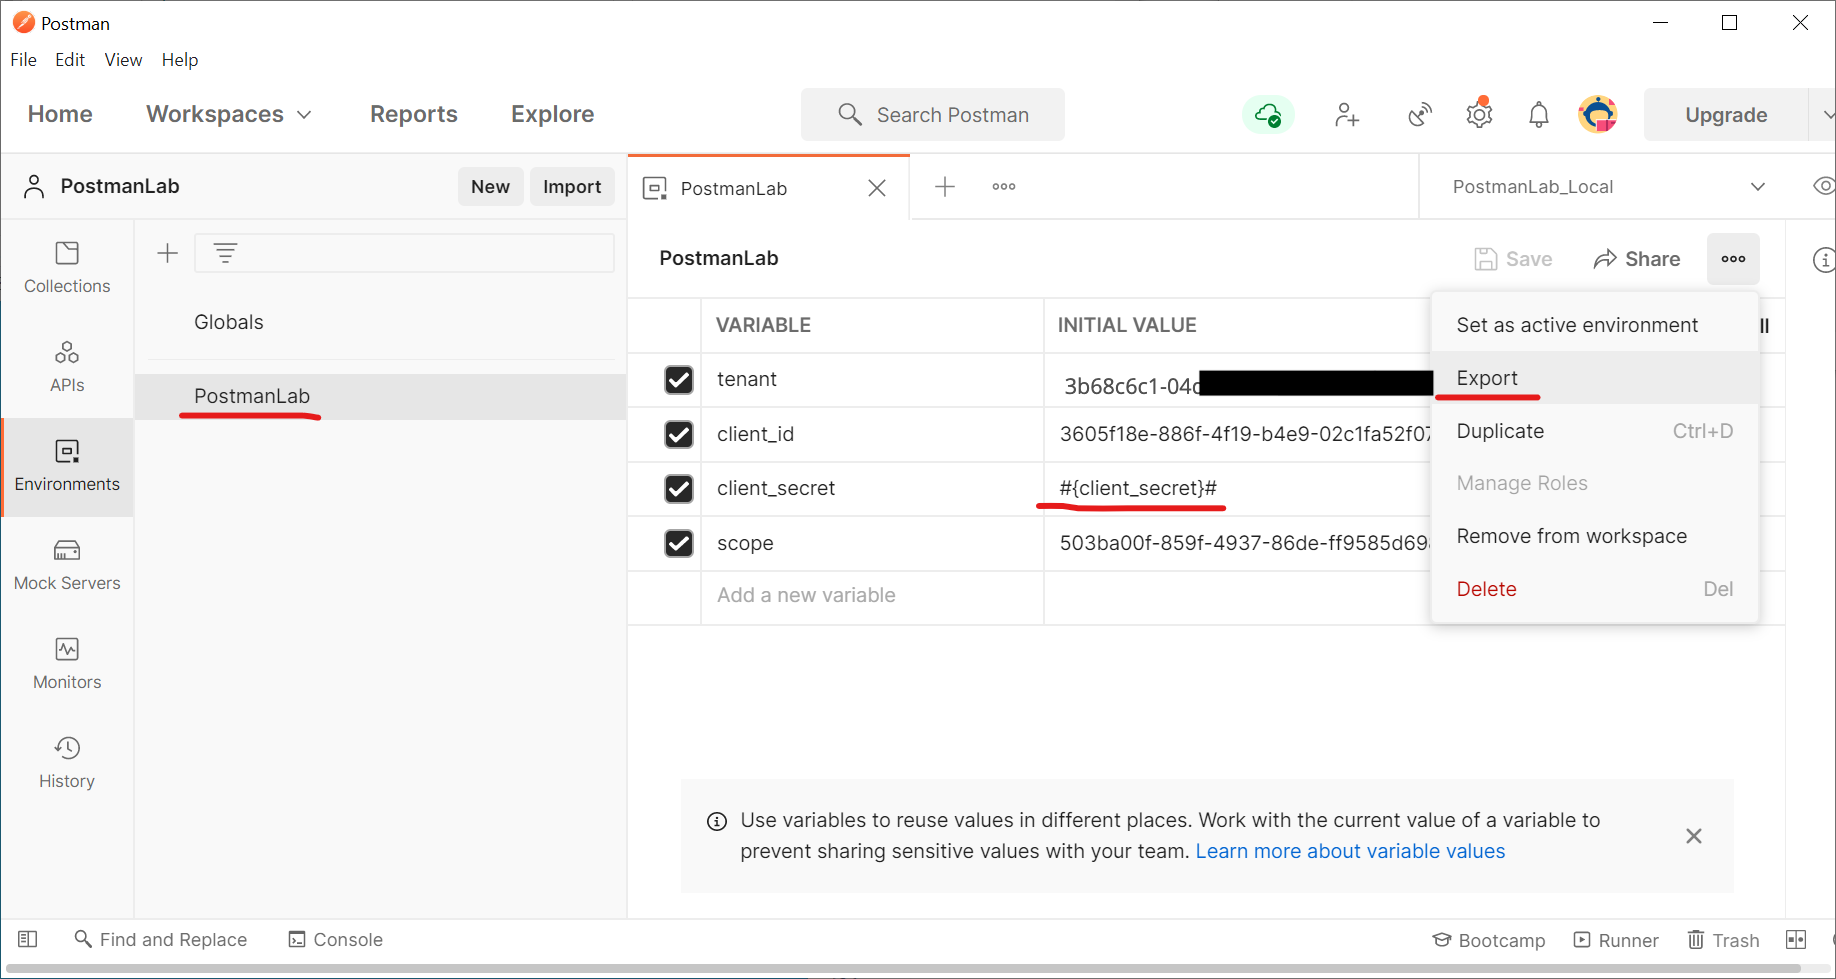 Postman
File Edit View Help
Home Workspaces Reports Explore Search Postman Upgrade
PostmanLab New Import PostmanLab PostmanLab_Local
Collections
APIs
Environments
Mock Servers
Monitors
History
Globals
PostmanLab
PostmanLab Save Share
VARIABLE INITIAL VALUE
tenant 3b68c6c1-04
client_id 3605f18e-886f-4f19-b4e9-02c1fa52f07
client_secret #{client_secret}#
scope 503ba00f-859f-4937-86de-ff9585d69
Add a new variable
Set as active environment
Export
Duplicate Ctrl+D
Manage Roles
Remove from workspace
Delete Del
Use variables to reuse values in different places. Work with the current value of a variable to
prevent sharing sensitive values with your team. Learn more about variable values
Find and Replace Console Bootcamp Runner Trash